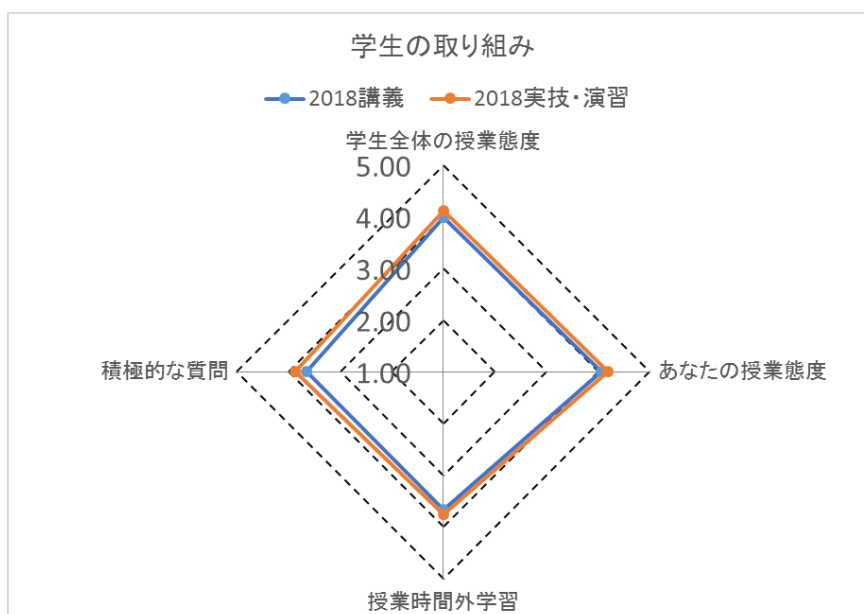 学生の取り組み
2018講義 2018実技・演習
学生全体の授業態度
5.00
4.00
3.00
2.00
積極的な質問 1.00 あなたの授業態度
授業時間外学習